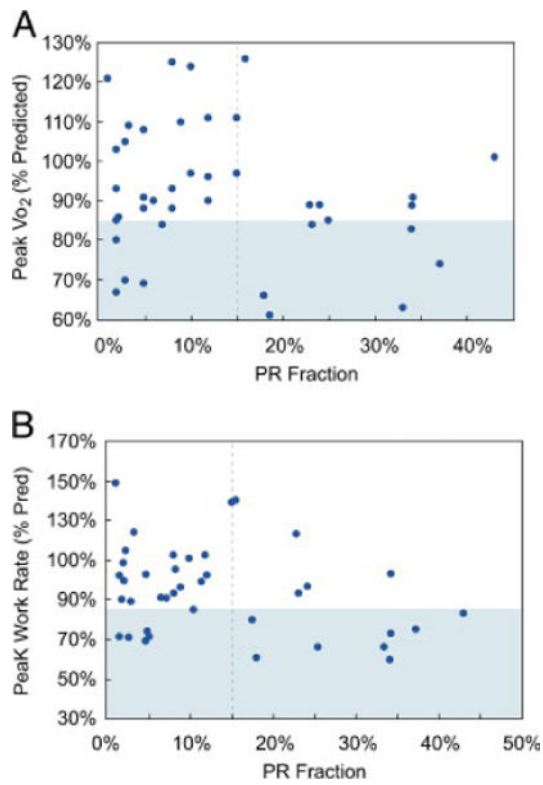 A
130%
120%
110%
100%
90%
80%
70%
60%
Peak Vo2 (% Predicted)
0% 10% 20% 30% 40%
PR Fraction
B
170%
150%
130%
100%
90%
70%
50%
30%
PeaK Work Rate (% Pred)
0% 10% 20% 30% 40% 50%
PR Fraction